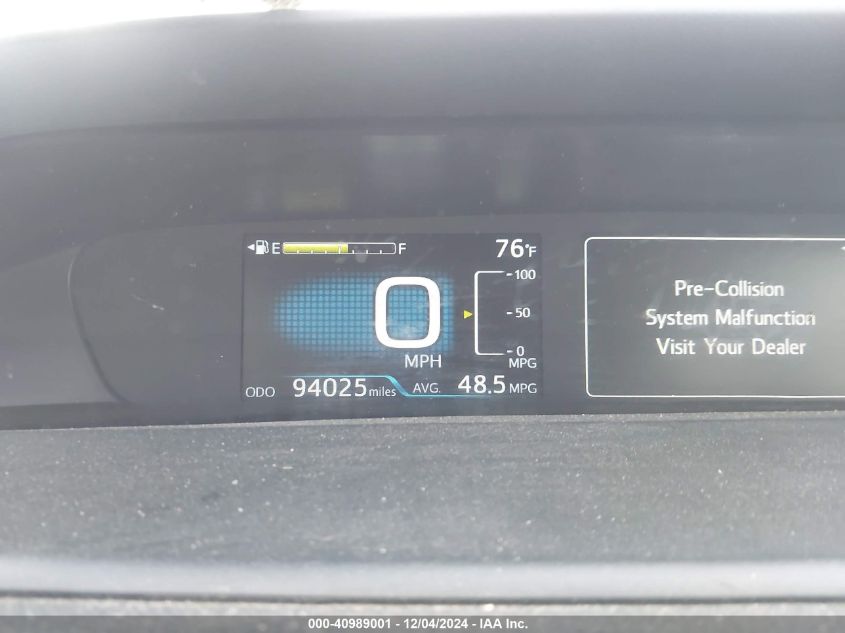 E F 76°F
0
MPH
100
50
0
MPG
ODO 94025 miles AVG. 48.5 MPG
Pre-Collision
System Malfunction
Visit Your Dealer
000-40989001 - 12/04/2024 - IAA Inc.